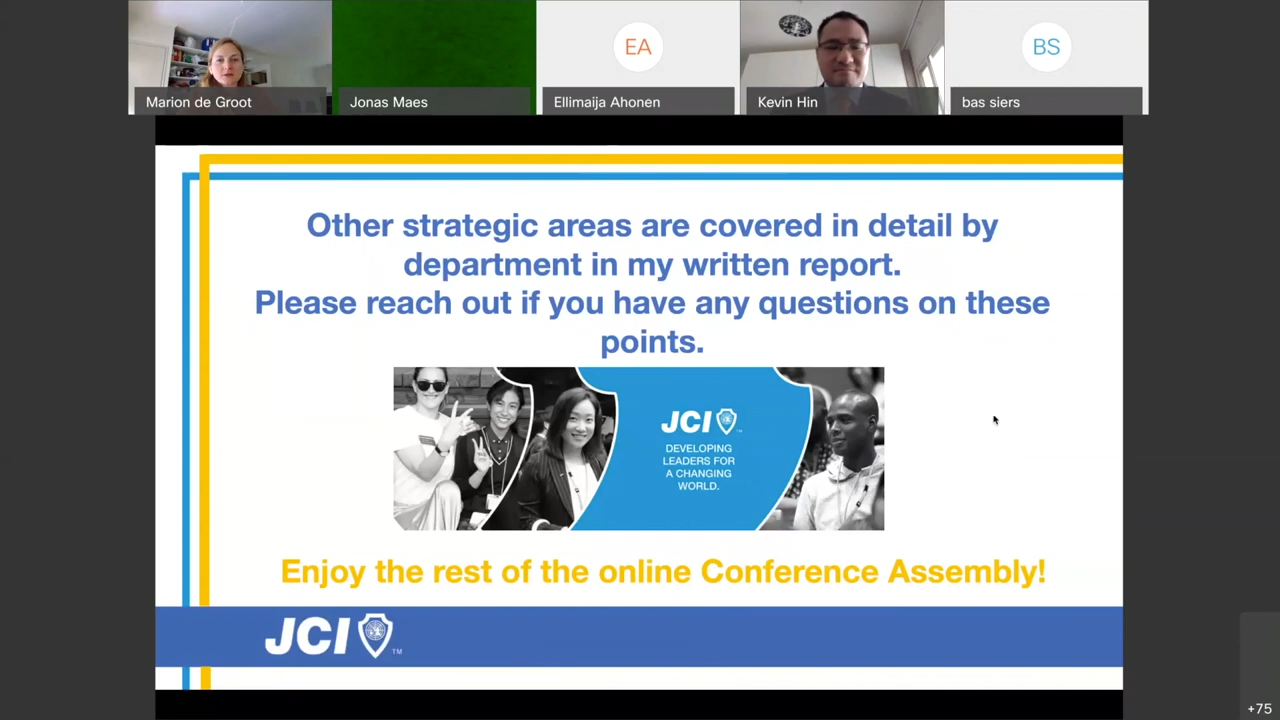 EA
BS
Marion de Groot
Jonas Maes
Ellimaija Ahonen
Kevin Hin
bas siers
Other strategic areas are covered in detail by
department in my written report.
Please reach out if you have any questions on these
points.
JCI
DEVELOPING
LEADERS FOR
A CHANGING
WORLD.
Enjoy the rest of the online Conference Assembly!
JCI TM
+75